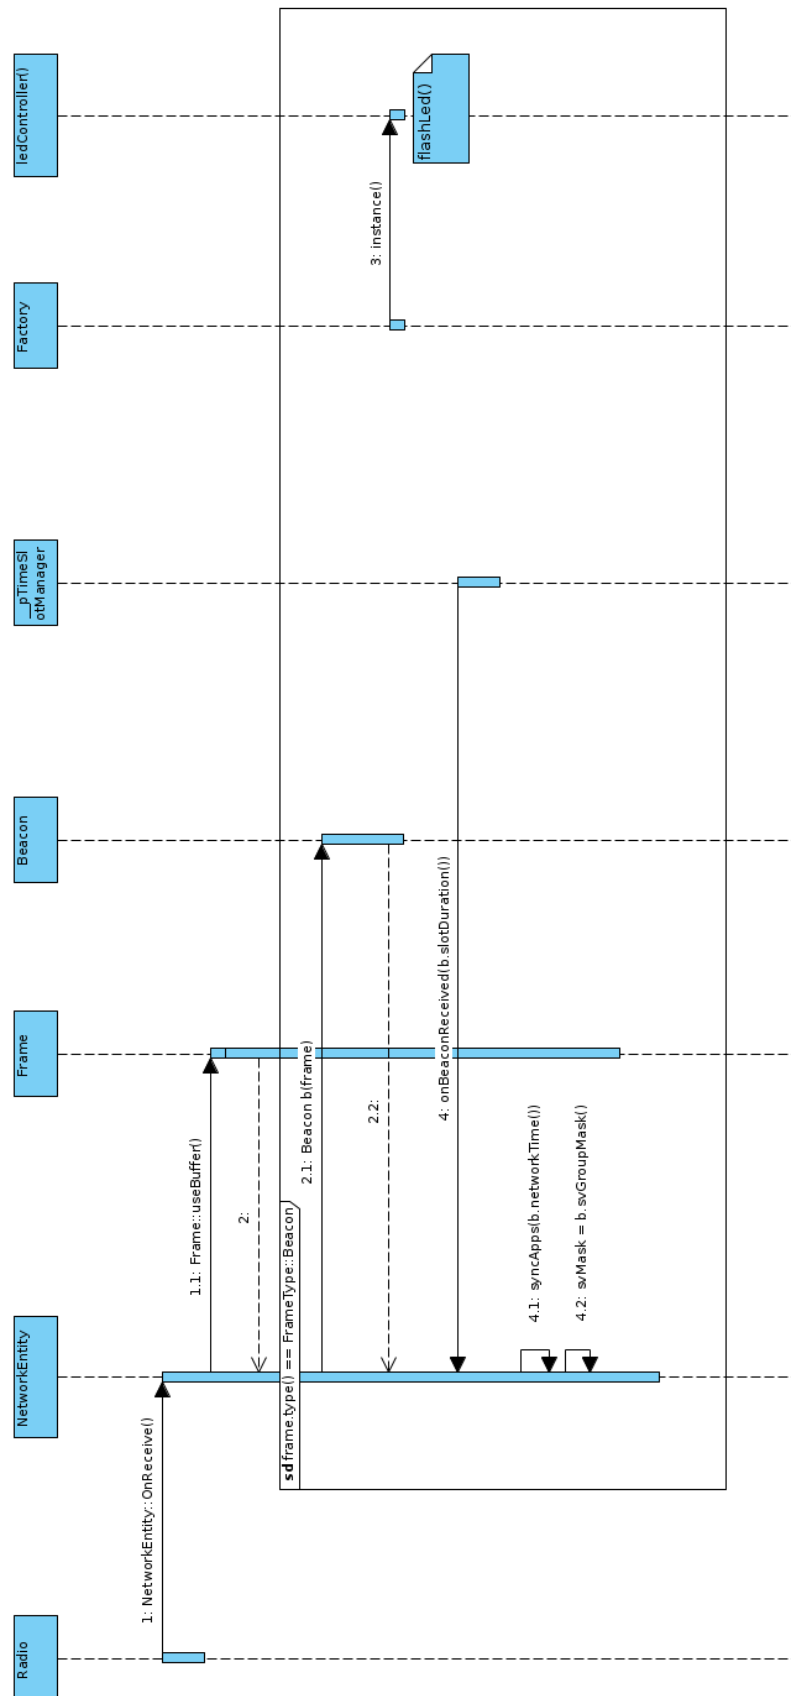 Radio
NetworkEntity
Frame
Beacon
_pTimeSl
otManager
Factory
ledController()
1: NetworkEntity::OnReceive()
1.1: Frame::useBuffer()
2:
sd frame.type() == FrameType::Beacon
2.1: Beacon b(frame)
2.2:
3: instance()
flashLed()
4: onBeaconReceived(b.slotDuration())
4.1: syncApps(b.networkTime())
4.2: svMask = b.svGroupMask()